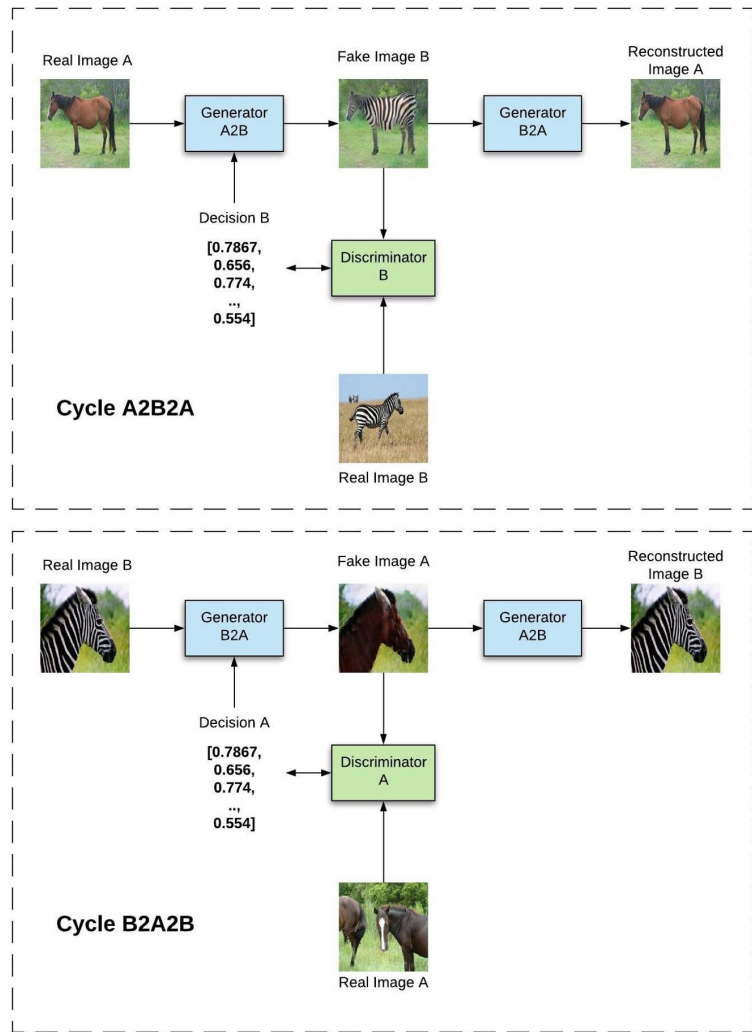 Real Image A
Fake Image B
Reconstructed
Image A
Generator
A2B
Generator
B2A
Decision B
[0.7867,
0.656,
0.774,
..,
0.554]
Discriminator
B
Cycle A2B2A
Real Image B
Real Image B
Fake Image A
Reconstructed
Image B
Generator
B2A
Generator
A2B
Decision A
[0.7867,
0.656,
0.774,
..,
0.554]
Discriminator
A
Cycle B2A2B
Real Image A